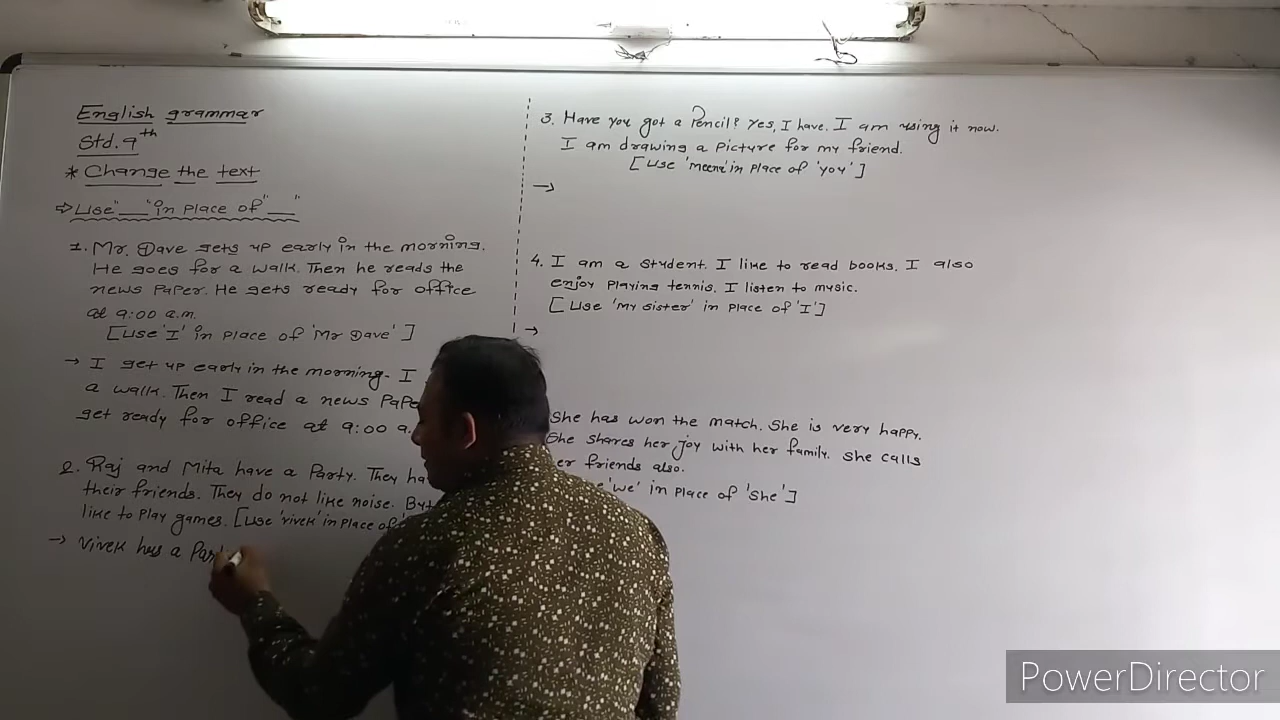 English grammar
Std. 9th
* Change the text
⇨ Use "___" in place of "___"
1. Mr. Dave gets up early in the morning.
He goes for a walk. Then he reads the
news paper. He gets ready for office
at 9:00 a.m.
[Use 'I' in place of 'Mr Dave']
→ I get up early in the morning. I
a walk. Then I read a news Pape
get ready for office at 9:00 a.
2. Raj and Mita have a Party. They ha
their friends. They do not like noise. But
like to play games. [Use 'vivek' in place of
→ Vivek has a Part
3. Have you got a Pencil? Yes, I have. I am using it now.
I am drawing a picture for my friend.
[Use 'meena' in place of 'you']
→
4. I am a student. I like to read books. I also
enjoy playing tennis. I listen to music.
[Use 'My sister' in place of 'I']
→
She has won the match. She is very happy.
She shares her joy with her family. She calls
er friends also.
'we' in place of 'she']
PowerDirector